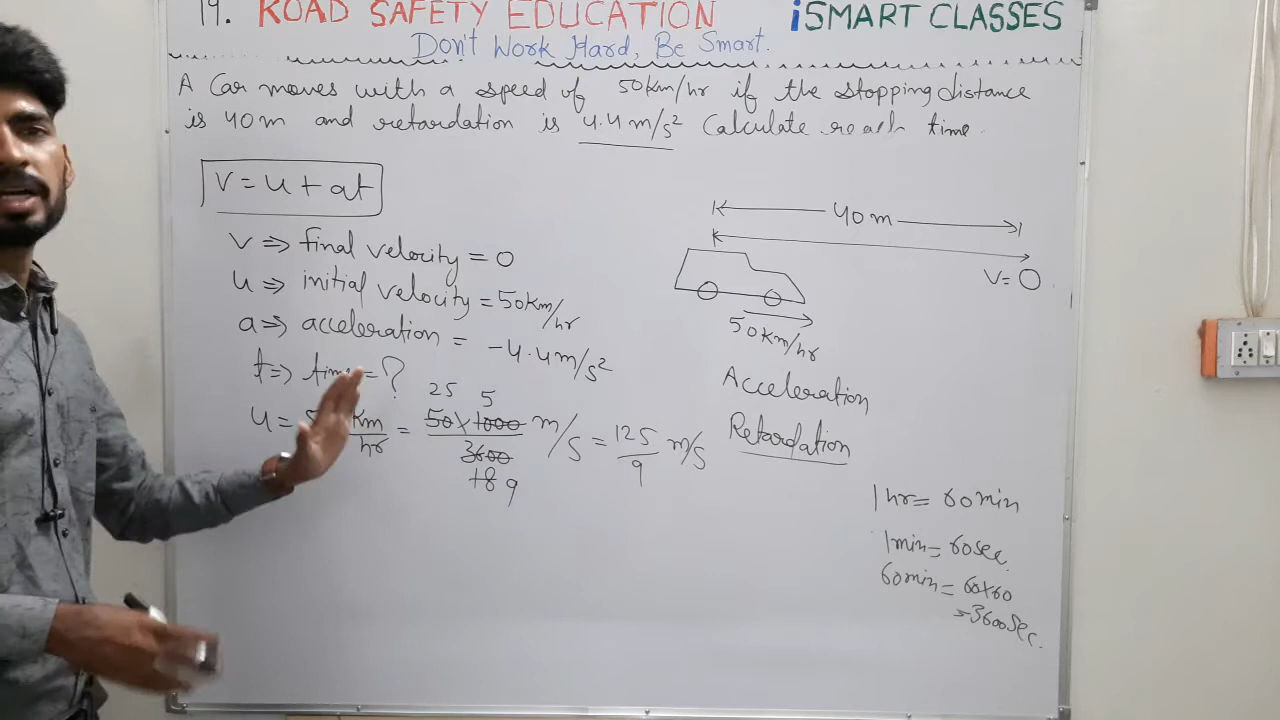 19. ROAD SAFETY EDUCATION iSMART CLASSES
Don't Work Hard, Be Smart.
A Car moves with a speed of 50km/hr if the stopping distance
is 40m and retardation is 4.4m/s² Calculate time.
V = u + at
V ⇒ final velocity = 0
u ⇒ initial velocity = 50km/hr
a ⇒ acceleration = -4.4m/s²
t ⇒ time = ?
25 5
u = km/hr = 50×1000/3600 m/s = 125/9 m/s
18 9
40m
V = 0
50km/hr
Acceleration
Retardation
1hr = 60min
1min = 60sec.
60min = 60×60
= 3600Sec.